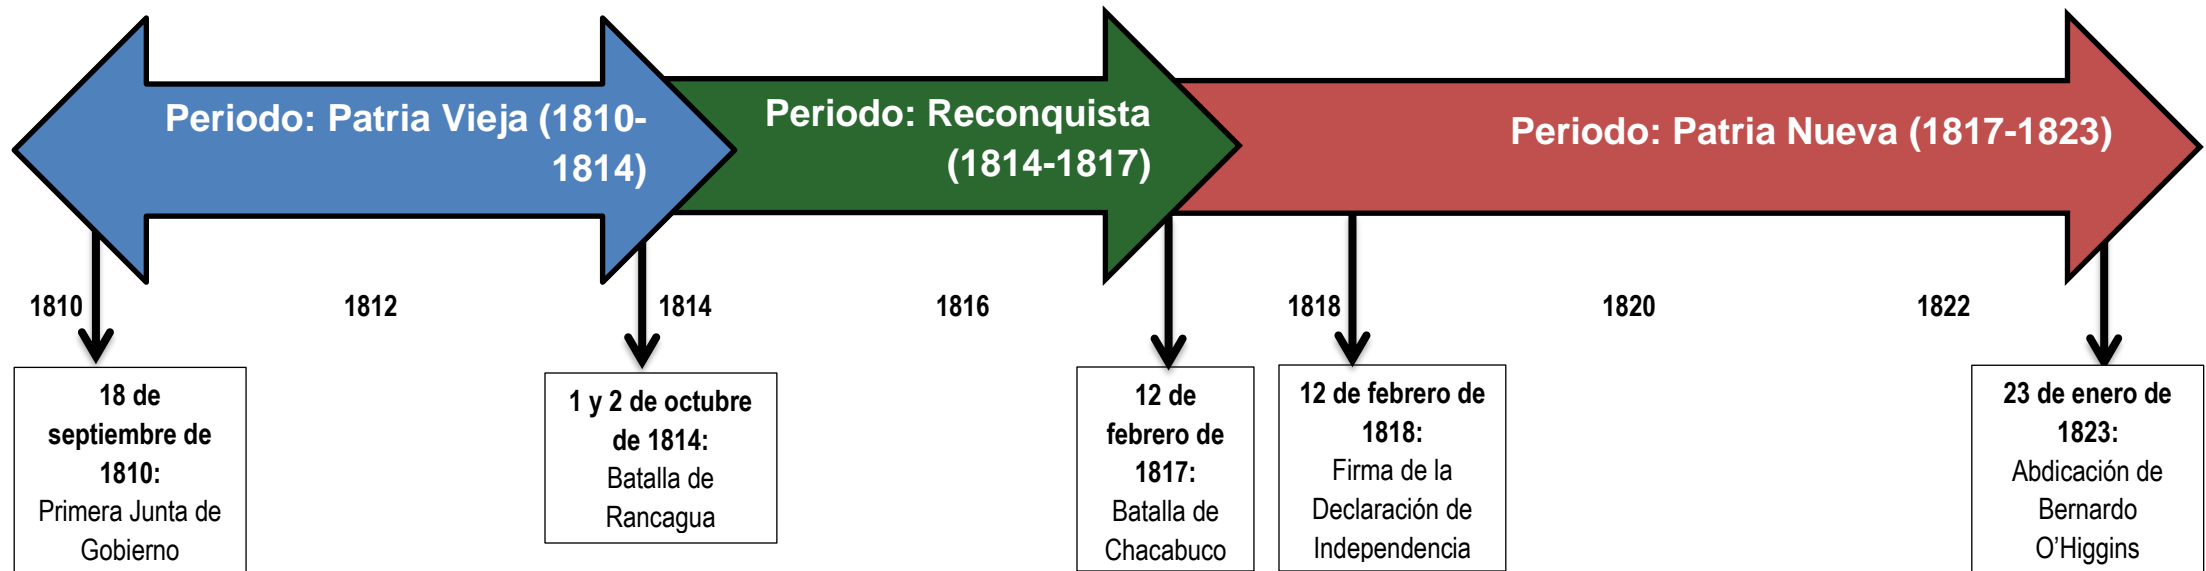 Periodo: Patria Vieja (1810-
1814)
Periodo: Reconquista
(1814-1817)
Periodo: Patria Nueva (1817-1823)
1810
1812
1814
1816
1818
1820
1822
18 de
septiembre de
1810:
Primera Junta de
Gobierno
1 y 2 de octubre
de 1814:
Batalla de
Rancagua
12 de
febrero de
1817:
Batalla de
Chacabuco
12 de febrero de
1818:
Firma de la
Declaración de
Independencia
23 de enero de
1823:
Abdicación de
Bernardo
O’Higgins